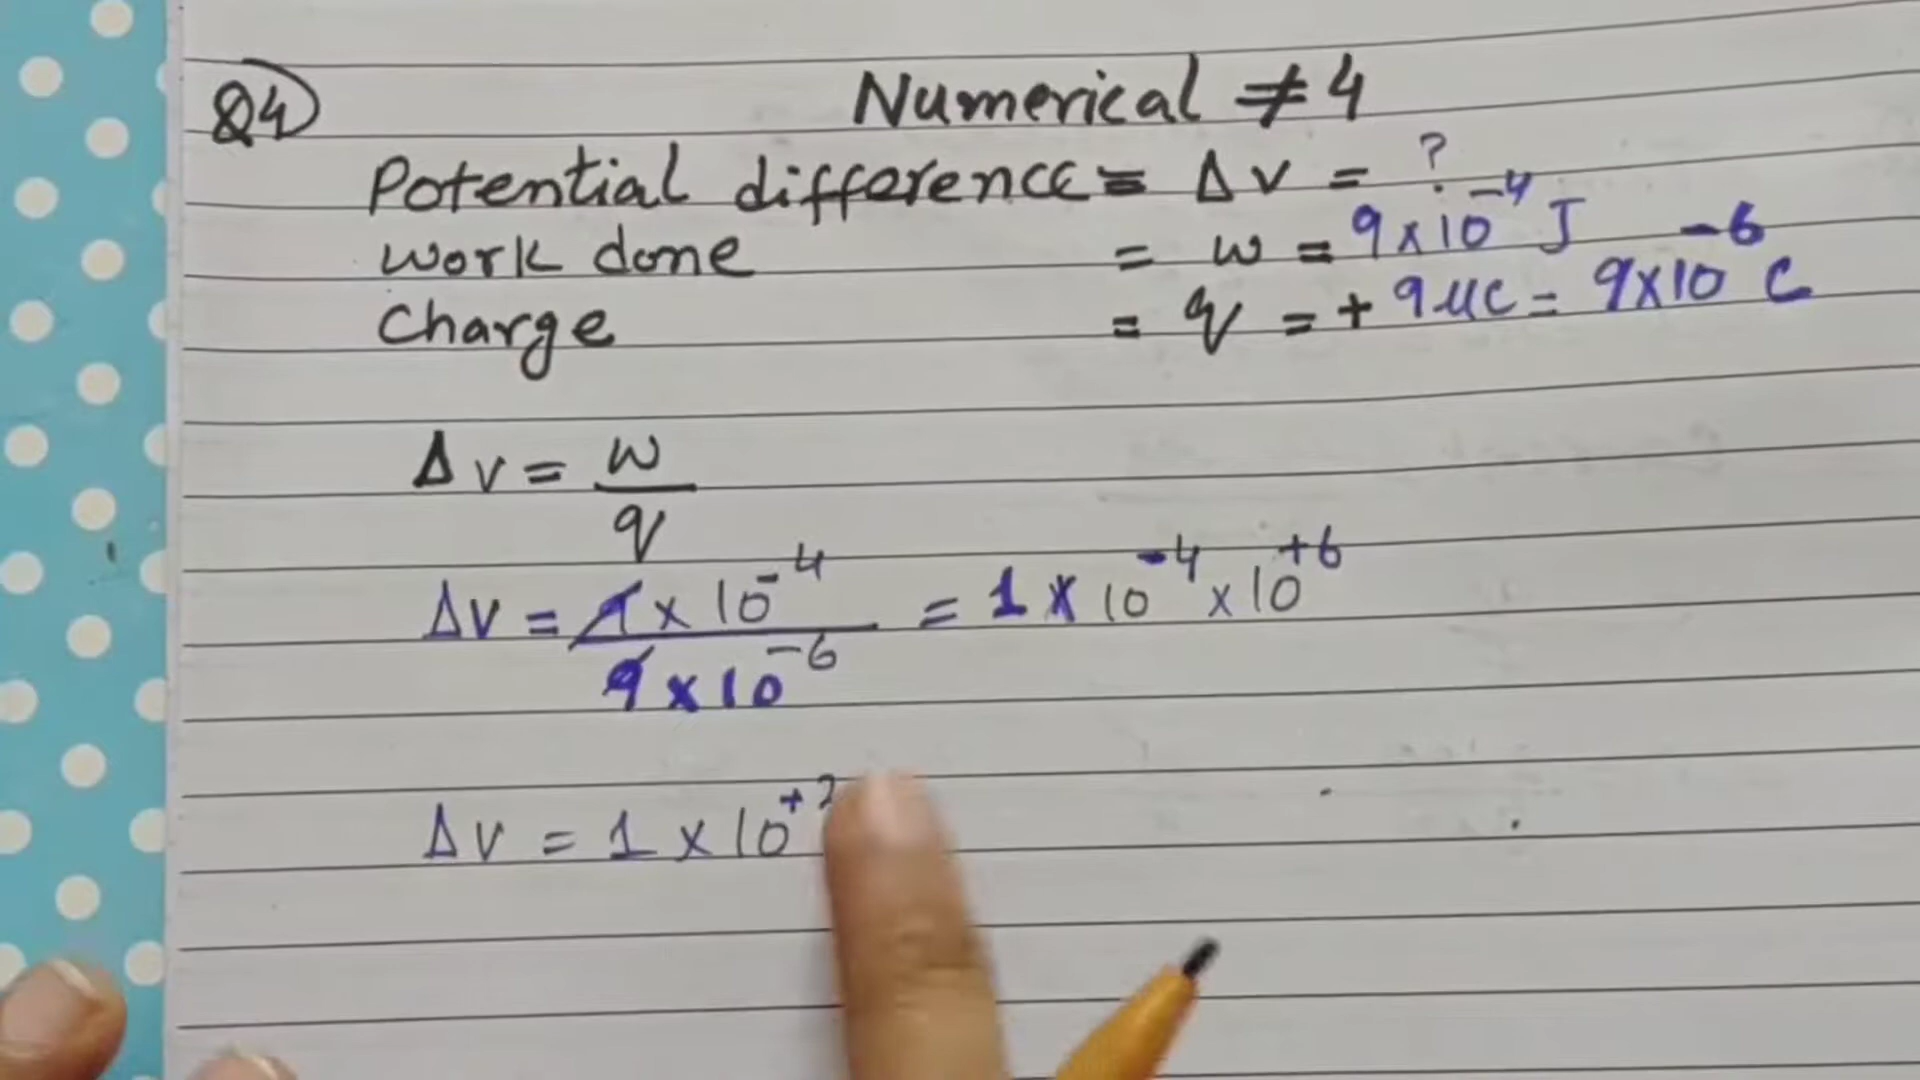 Q4)
Numerical ≠ 4
Potential difference = ΔV = ?
Work done = W = 9×10⁻⁴ J
Charge = q = + 9μC = 9×10⁻⁶ C
ΔV = W/q
ΔV = 9×10⁻⁴/9×10⁻⁶ = 1×10⁻⁴×10⁺⁶
ΔV = 1×10⁺²